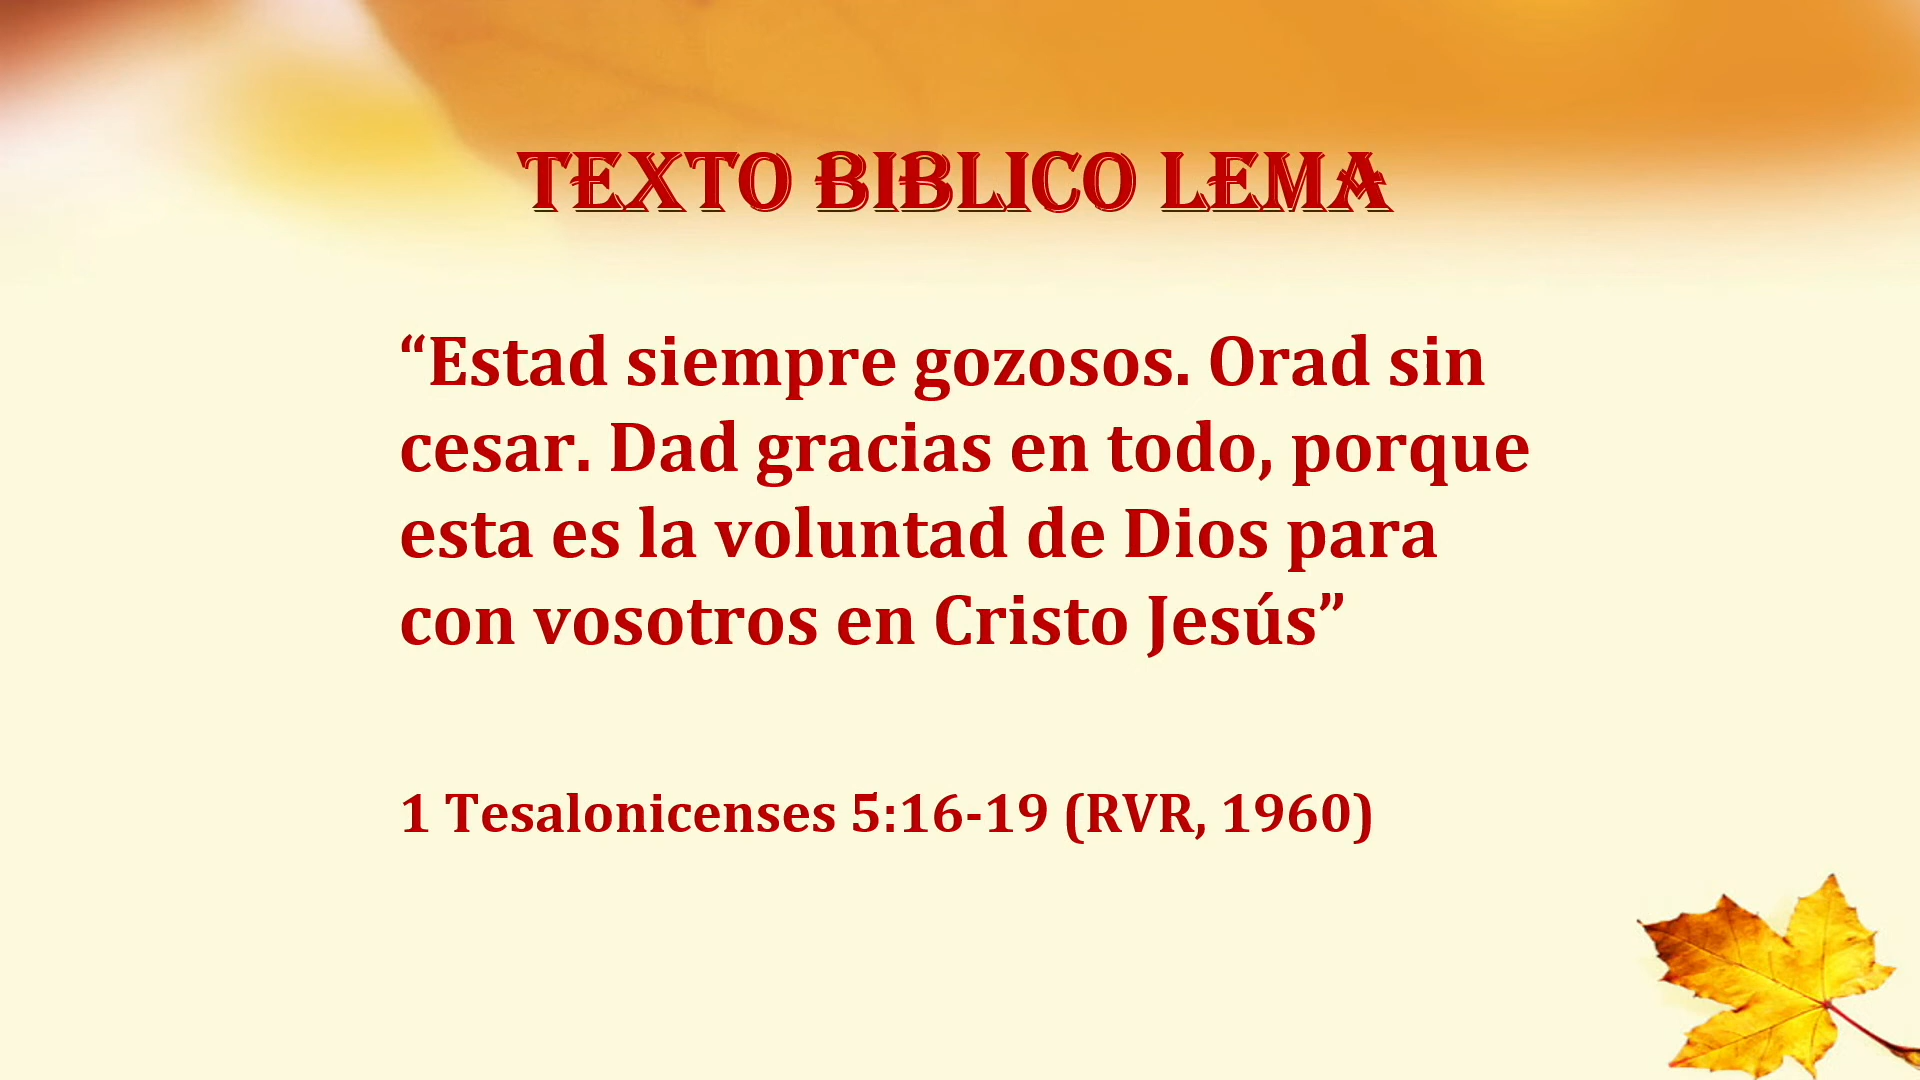 TEXTO BIBLICO LEMA
“Estad siempre gozosos. Orad sin
cesar. Dad gracias en todo, porque
esta es la voluntad de Dios para
con vosotros en Cristo Jesús”
1 Tesalonicenses 5:16-19 (RVR, 1960)